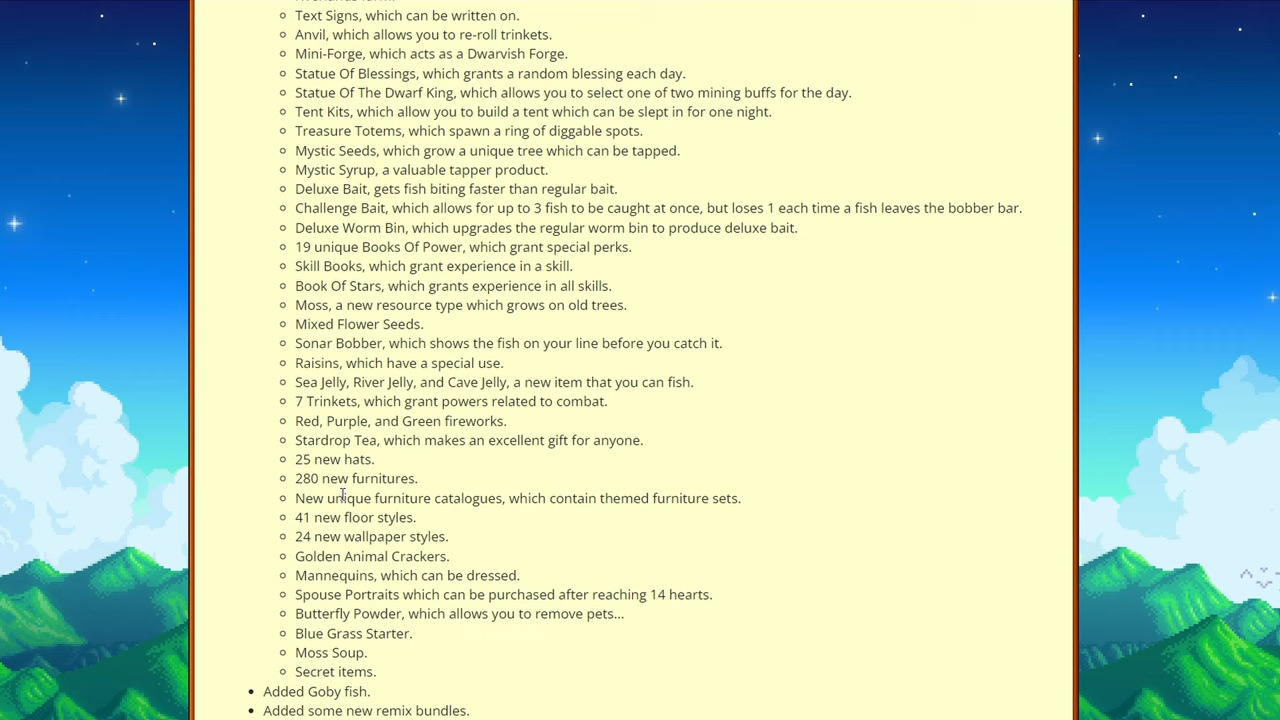 Text Signs, which can be written on.
Anvil, which allows you to re-roll trinkets.
Mini-Forge, which acts as a Dwarvish Forge.
Statue Of Blessings, which grants a random blessing each day.
Statue Of The Dwarf King, which allows you to select one of two mining buffs for the day.
Tent Kits, which allow you to build a tent which can be slept in for one night.
Treasure Totems, which spawn a ring of diggable spots.
Mystic Seeds, which grow a unique tree which can be tapped.
Mystic Syrup, a valuable tapper product.
Deluxe Bait, gets fish biting faster than regular bait.
Challenge Bait, which allows for up to 3 fish to be caught at once, but loses 1 each time a fish leaves the bobber bar.
Deluxe Worm Bin, which upgrades the regular worm bin to produce deluxe bait.
19 unique Books Of Power, which grant special perks.
Skill Books, which grant experience in a skill.
Book Of Stars, which grants experience in all skills.
Moss, a new resource type which grows on old trees.
Mixed Flower Seeds.
Sonar Bobber, which shows the fish on your line before you catch it.
Raisins, which have a special use.
Sea Jelly, River Jelly, and Cave Jelly, a new item that you can fish.
7 Trinkets, which grant powers related to combat.
Red, Purple, and Green fireworks.
Stardrop Tea, which makes an excellent gift for anyone.
25 new hats.
280 new furnitures.
New unique furniture catalogues, which contain themed furniture sets.
41 new floor styles.
24 new wallpaper styles.
Golden Animal Crackers.
Mannequins, which can be dressed.
Spouse Portraits which can be purchased after reaching 14 hearts.
Butterfly Powder, which allows you to remove pets...
Blue Grass Starter.
Moss Soup.
Secret items.
Added Goby fish.
Added some new remix bundles.